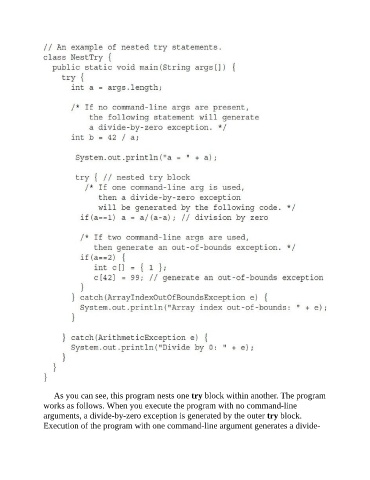 // An example of nested try statements.
class NestTry {
public static void main(String args[]) {
try {
int a = args.length;
/* If no command-line args are present,
the following statement will generate
a divide-by-zero exception. */
int b = 42 / a;
System.out.println("a = " + a);
try { // nested try block
/* If one command-line arg is used,
then a divide-by-zero exception
will be generated by the following code. */
if(a==1) a = a/(a-a); // division by zero
/* If two command-line args are used,
then generate an out-of-bounds exception. */
if(a==2) {
int c[] = { 1 };
c[42] = 99; // generate an out-of-bounds exception
}
} catch(ArrayIndexOutOfBoundsException e) {
System.out.println("Array index out-of-bounds: " + e);
}
} catch(ArithmeticException e) {
System.out.println("Divide by 0: " + e);
}
}
}
As you can see, this program nests one try block within another. The program
works as follows. When you execute the program with no command-line
arguments, a divide-by-zero exception is generated by the outer try block.
Execution of the program with one command-line argument generates a divide-